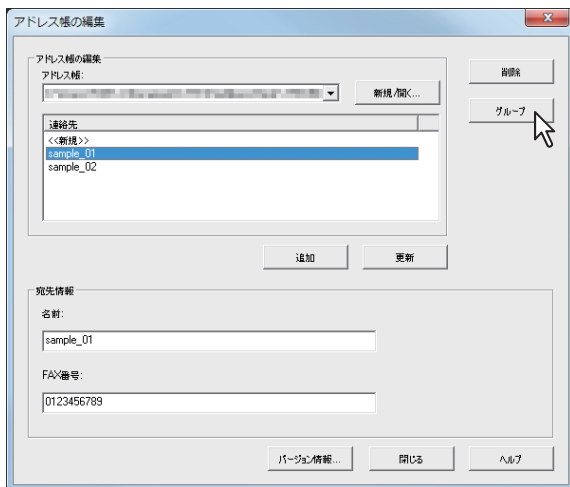 アドレス帳の編集
アドレス帳の編集
アドレス帳:
新規/開く...
削除
グループ
連絡先
<<新規>>
sample_01
sample_02
追加
更新
宛先情報
名前:
sample_01
FAX番号:
0123456789
バージョン情報...
閉じる
ヘルプ